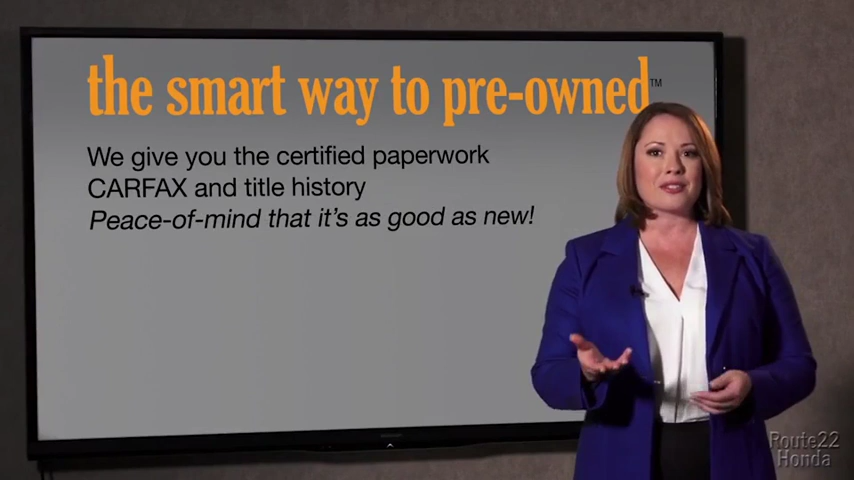 the smart way to pre-owned™
We give you the certified paperwork
CARFAX and title history
Peace-of-mind that it's as good as new!
Route22
Honda